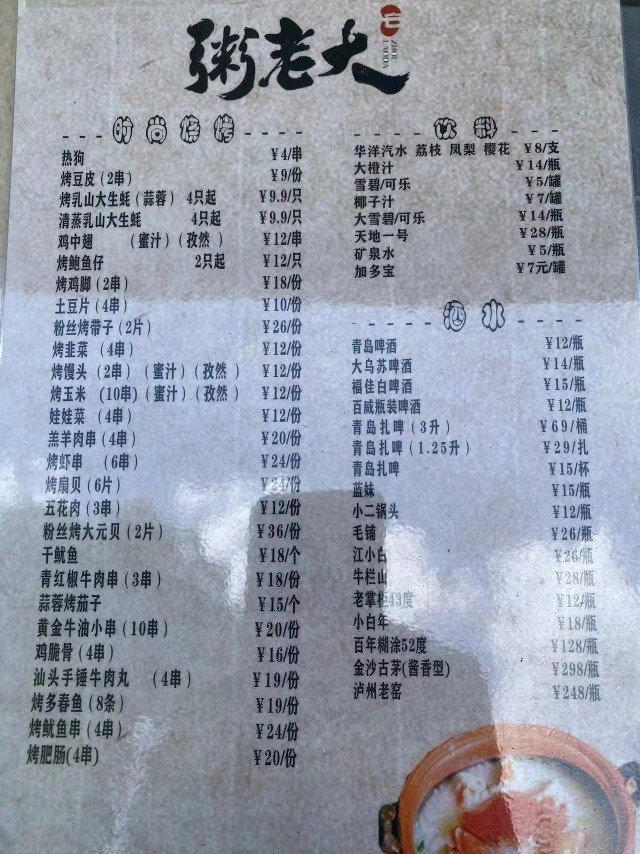 粥老大
ZHOU
LAODA
时尚烧烤
热狗 ¥4/串
烤豆皮(2串) ¥9/份
烤乳山大生蚝(蒜蓉) 4只起 ¥9.9/只
清蒸乳山大生蚝 4只起 ¥9.9/只
鸡中翅 (蜜汁)(孜然) ¥12/串
烤鲍鱼仔 2只起 ¥12/只
烤鸡脚(2串) ¥18/份
土豆片(4串) ¥10/份
粉丝烤带子(2片) ¥26/份
烤韭菜 (4串) ¥12/份
烤馒头 (2串)(蜜汁)(孜然) ¥12/份
烤玉米 (10串)(蜜汁)(孜然) ¥12/份
娃娃菜 (4串) ¥12/份
羔羊肉串(4串) ¥20/份
烤虾串 (6串) ¥24/份
烤扇贝(6片) ¥24/份
五花肉(3串) ¥12/份
粉丝烤大元贝(2片) ¥36/份
干鱿鱼 ¥18/个
青红椒牛肉串(3串) ¥18/份
蒜蓉烤茄子 ¥15/个
黄金牛油小串(10串) ¥20/份
鸡脆骨(4串) ¥16/份
汕头手锤牛肉丸 (4串) ¥19/份
烤多春鱼(8条) ¥19/份
烤鱿鱼串(4串) ¥24/份
烤肥肠(4串) ¥20/份
饮料
华洋汽水 荔枝 凤梨 樱花 ¥8/支
大橙汁 ¥14/瓶
雪碧/可乐 ¥5/罐
椰子汁 ¥7/罐
大雪碧/可乐 ¥14/瓶
天地一号 ¥28/瓶
矿泉水 ¥5/瓶
加多宝 ¥7元/罐
酒水
青岛啤酒 ¥12/瓶
大乌苏啤酒 ¥14/瓶
福佳白啤酒 ¥15/瓶
百威瓶装啤酒 ¥12/瓶
青岛扎啤(3升) ¥69/桶
青岛扎啤(1.25升) ¥29/扎
青岛扎啤 ¥15/杯
蓝妹 ¥15/瓶
小二锅头 ¥12/瓶
毛铺 ¥26/瓶
江小白 ¥26/瓶
牛栏山 ¥28/瓶
老掌柜43度 ¥12/瓶
小白年 ¥18/瓶
百年糊涂52度 ¥128/瓶
金沙古茅(酱香型) ¥298/瓶
泸州老窖 ¥248/瓶